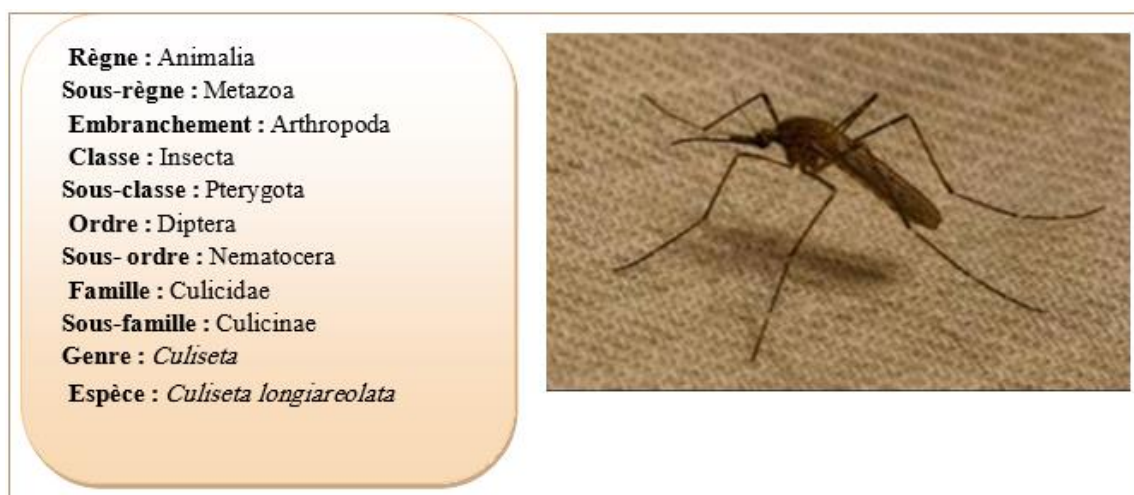 Règne : Animalia
Sous-règne : Metazoa
Embranchement : Arthropoda
Classe : Insecta
Sous-classe : Pterygota
Ordre : Diptera
Sous- ordre : Nematocera
Famille : Culicidae
Sous-famille : Culicinae
Genre : Culiseta
Espèce : Culiseta longiareolata